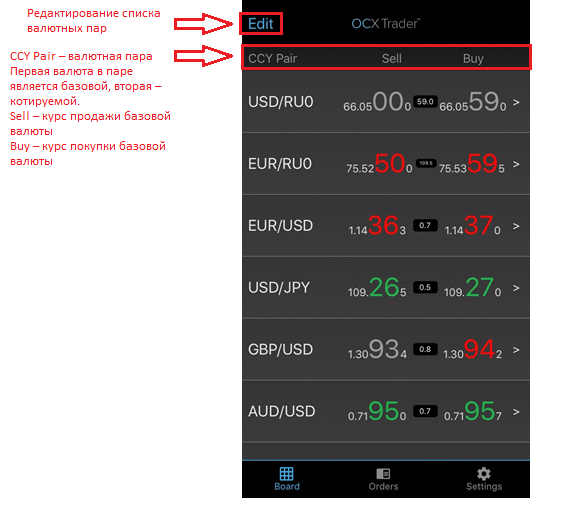 Редактирование списка
валютных пар
CCY Pair – валютная пара
Первая валюта в паре
является базовой, вторая –
котируемой.
Sell – курс продажи базовой
валюты
Buy – курс покупки базовой
валюты
Edit OCXTrader™
CCY Pair Sell Buy
USD/RU0 66.05000 59.0 66.05590 >
EUR/RU0 75.52500 109.5 75.53595 >
EUR/USD 1.14363 0.7 1.14370 >
USD/JPY 109.265 0.5 109.270 >
GBP/USD 1.30934 0.8 1.30942 >
AUD/USD 0.71950 0.7 0.71957 >
Board Orders Settings